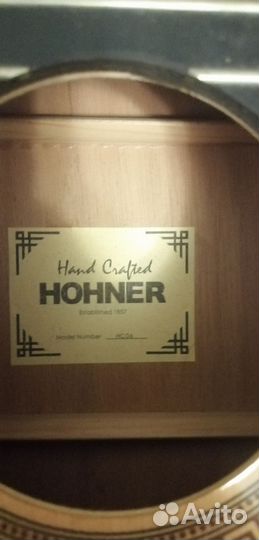 Hand Crafted
HOHNER
Established 1857
Model Number HC06
Avito